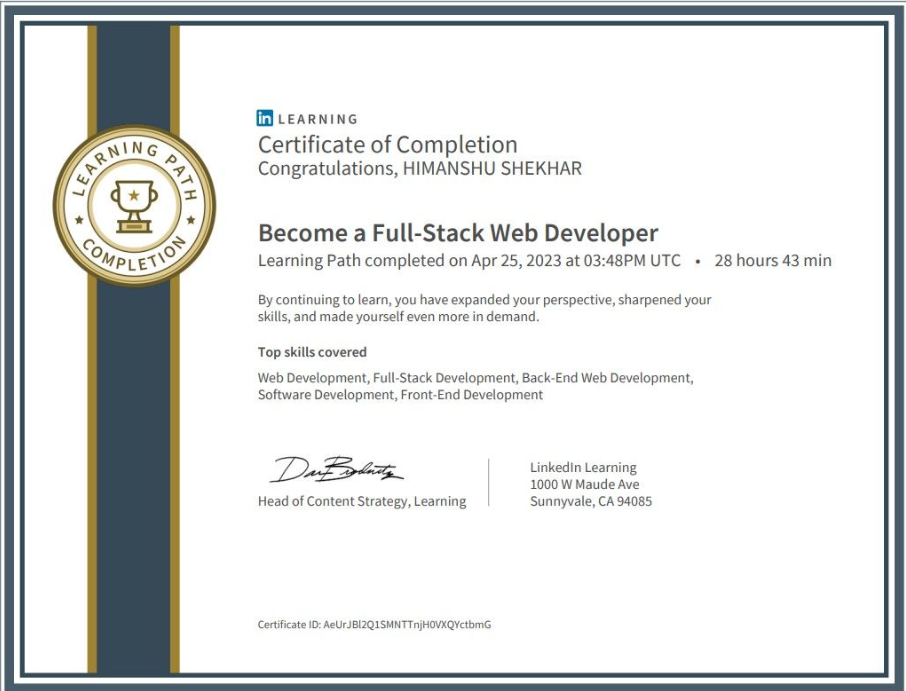 LEARNING PATH
COMPLETION
in LEARNING
Certificate of Completion
Congratulations, HIMANSHU SHEKHAR
Become a Full-Stack Web Developer
Learning Path completed on Apr 25, 2023 at 03:48PM UTC • 28 hours 43 min
By continuing to learn, you have expanded your perspective, sharpened your
skills, and made yourself even more in demand.
Top skills covered
Web Development, Full-Stack Development, Back-End Web Development,
Software Development, Front-End Development
Head of Content Strategy, Learning
LinkedIn Learning
1000 W Maude Ave
Sunnyvale, CA 94085
Certificate ID: AeUrJBl2Q1SMNTTnjH0VXQYctbmG